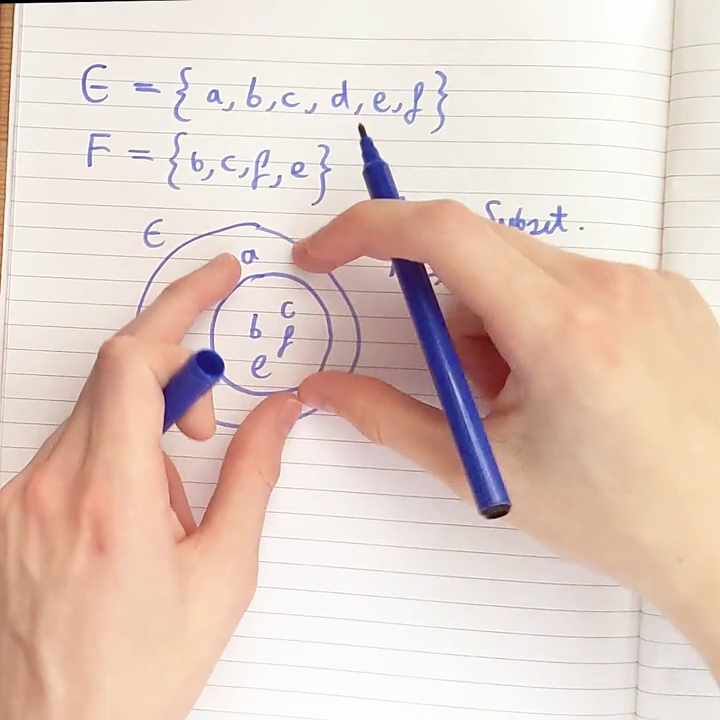 E = { a, b, c, d, e, f }
F = { b, c, f, e }
Subset.
E
a
c
b f
e